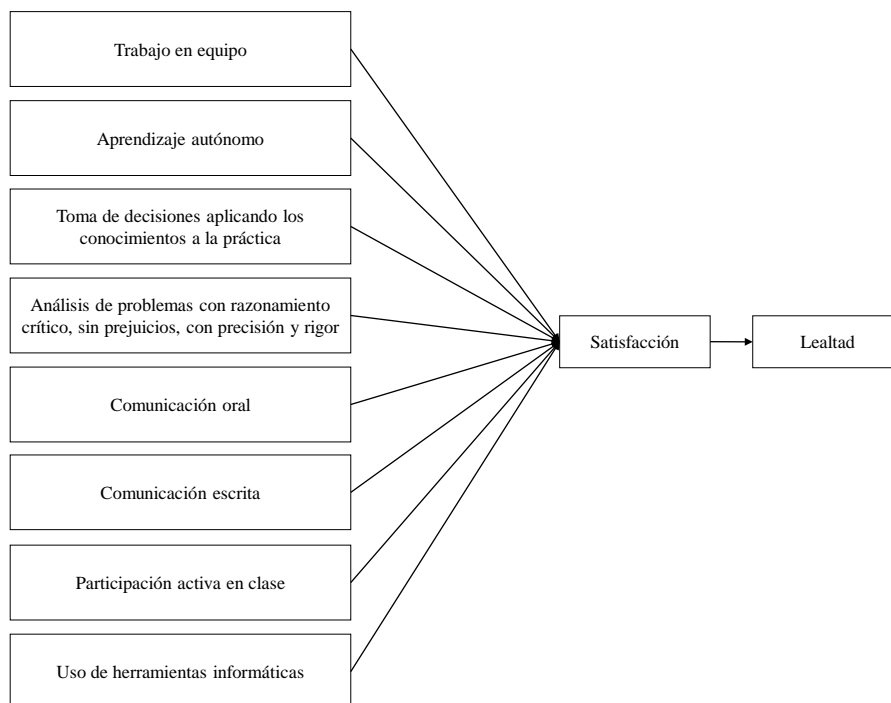 Trabajo en equipo
Aprendizaje autónomo
Toma de decisiones aplicando los
conocimientos a la práctica
Análisis de problemas con razonamiento
crítico, sin prejuicios, con precisión y rigor
Comunicación oral
Comunicación escrita
Participación activa en clase
Uso de herramientas informáticas
Satisfacción
Lealtad